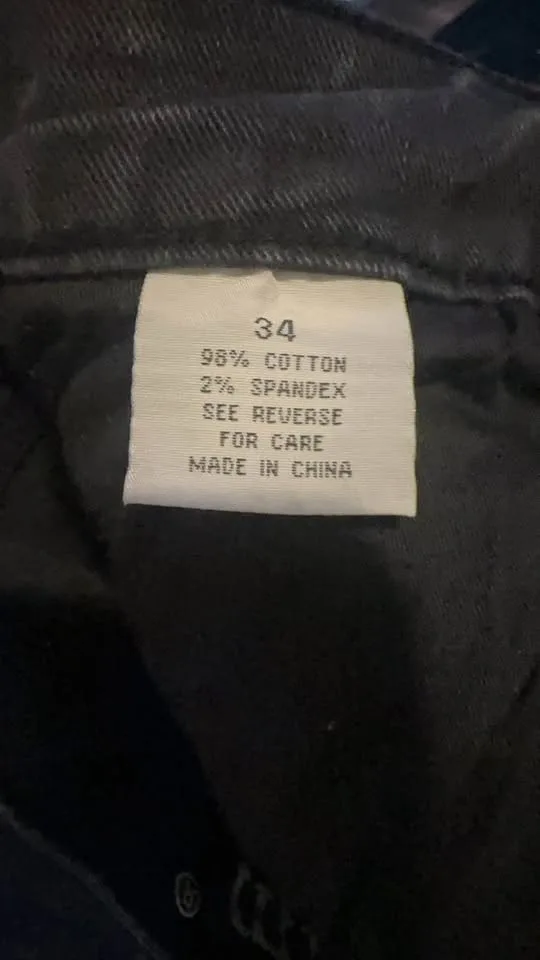 34
98% COTTON
2% SPANDEX
SEE REVERSE
FOR CARE
MADE IN CHINA